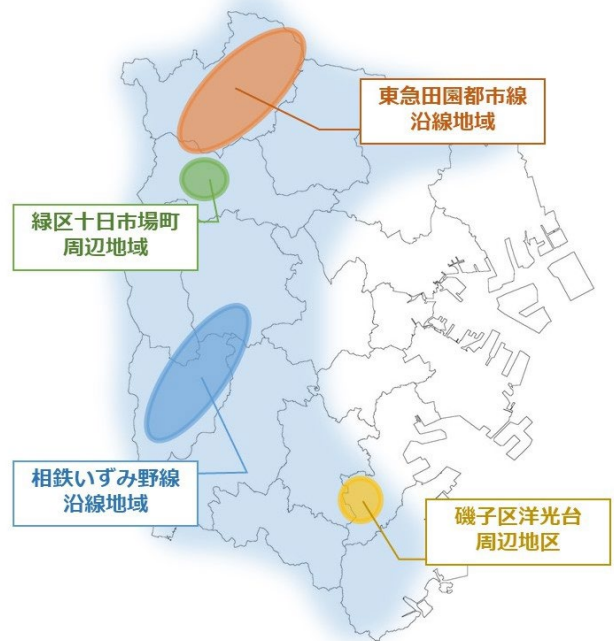 東急田園都市線
沿線地域
緑区十日市場町
周辺地域
相鉄いずみ野線
沿線地域
磯子区洋光台
周辺地区